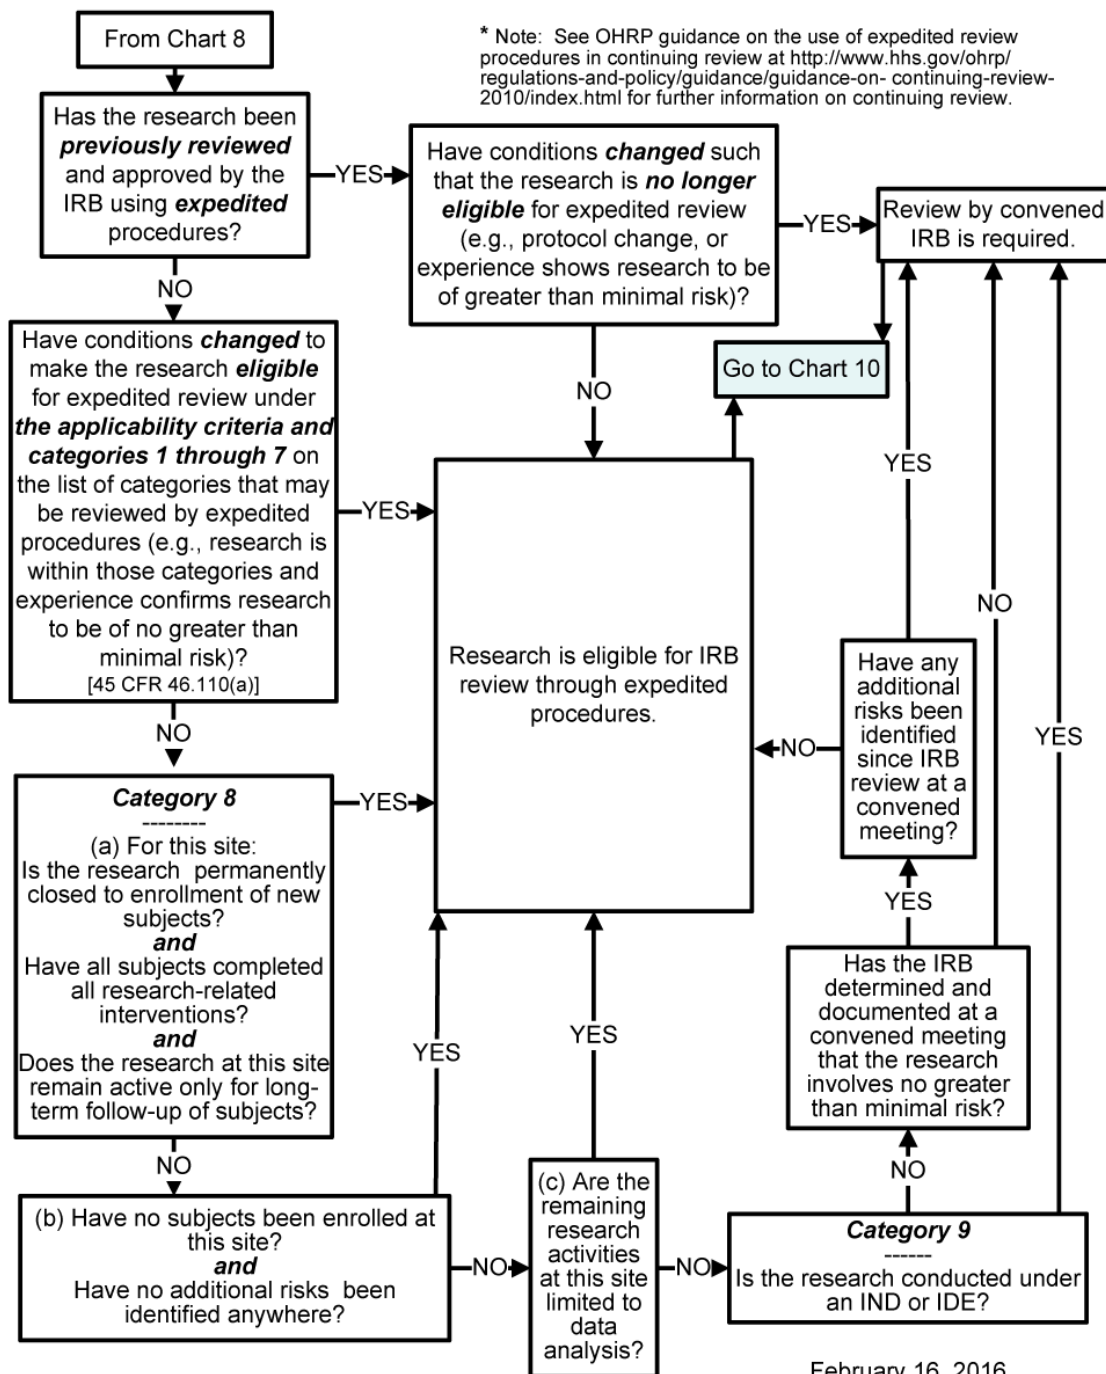 From Chart 8
* Note:  See OHRP guidance on the use of expedited review
procedures in continuing review at http://www.hhs.gov/ohrp/
regulations-and-policy/guidance/guidance-on- continuing-review-
2010/index.html for further information on continuing review.
Has the research been
previously reviewed
and approved by the
IRB using expedited
procedures?
YES
Have conditions changed such
that the research is no longer
eligible for expedited review
(e.g., protocol change, or
experience shows research to be
of greater than minimal risk)?
YES
Review by convened
IRB is required.
NO
Have conditions changed to
make the research eligible
for expedited review under
the applicability criteria and
categories 1 through 7 on
the list of categories that may
be reviewed by expedited
procedures (e.g., research is
within those categories and
experience confirms research
to be of no greater than
minimal risk)?
[45 CFR 46.110(a)]
NO
Go to Chart 10
YES
YES
NO
YES
Research is eligible for IRB
review through expedited
procedures.
Have any
additional
risks been
identified
since IRB
review at a
convened
meeting?
NO
NO
Category 8
--------
(a) For this site:
Is the research  permanently
closed to enrollment of new
subjects?
and
Have all subjects completed
all research-related
interventions?
and
Does the research at this site
remain active only for long-
term follow-up of subjects?
YES
YES
Has the IRB
determined and
documented at a
convened meeting
that the research
involves no greater
than minimal risk?
YES
YES
NO
NO
(b) Have no subjects been enrolled at
this site?
and
Have no additional risks  been
identified anywhere?
NO
(c) Are the
remaining
research
activities
at this site
limited to
data
analysis?
NO
Category 9
------
Is the research conducted under
an IND or IDE?
February 16, 2016